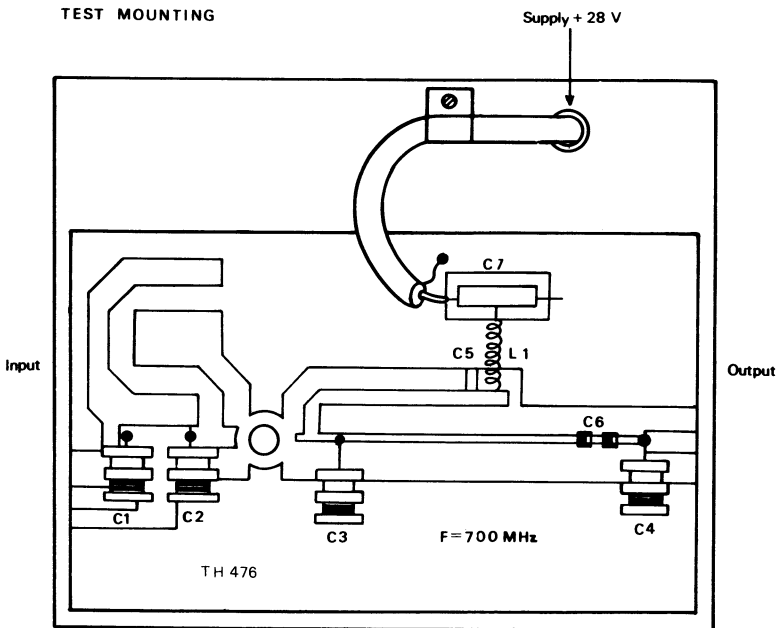 TEST MOUNTING
Supply + 28 V
C7
C5
L1
Input
Output
C6
C1
C2
C3
F=700 MHz
C4
TH 476